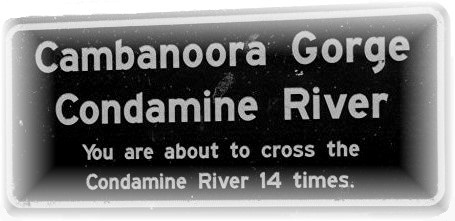 Cambanoora Gorge
Condamine River
You are about to cross the
Condamine River 14 times.